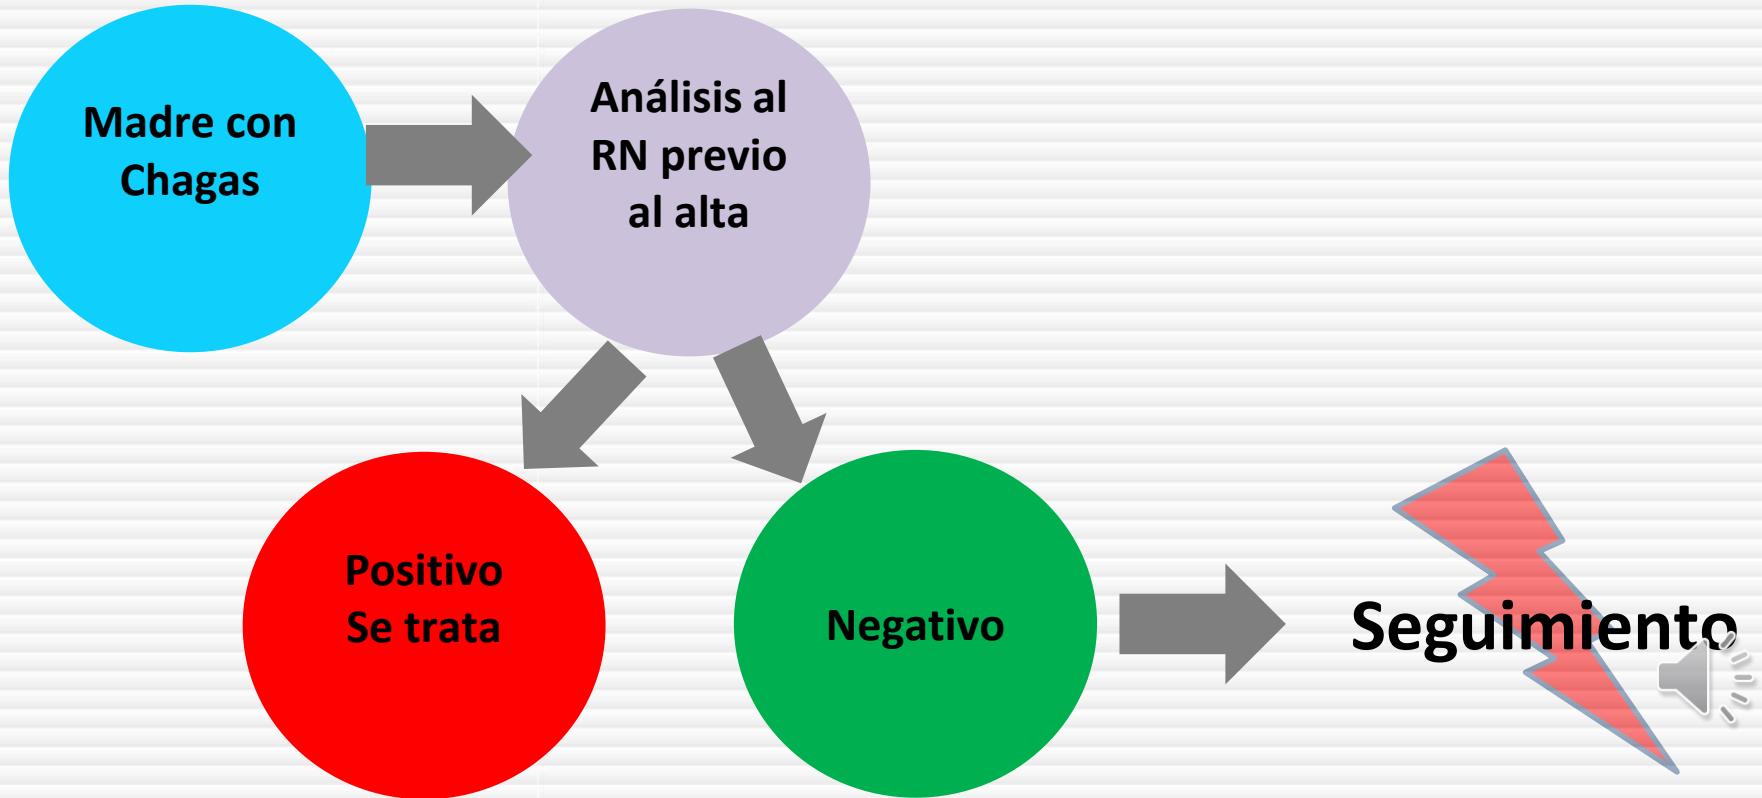 Madre con
Chagas
Análisis al
RN previo
al alta
Positivo
Se trata
Negativo
Seguimiento